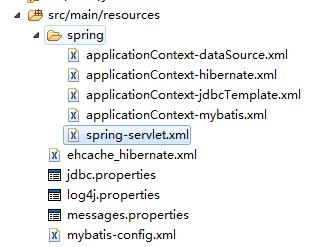 src/main/resources
spring
applicationContext-dataSource.xml
applicationContext-hibernate.xml
applicationContext-jdbcTemplate.xml
applicationContext-mybatis.xml
spring-servlet.xml
ehcache_hibernate.xml
jdbc.properties
log4j.properties
messages.properties
mybatis-config.xml